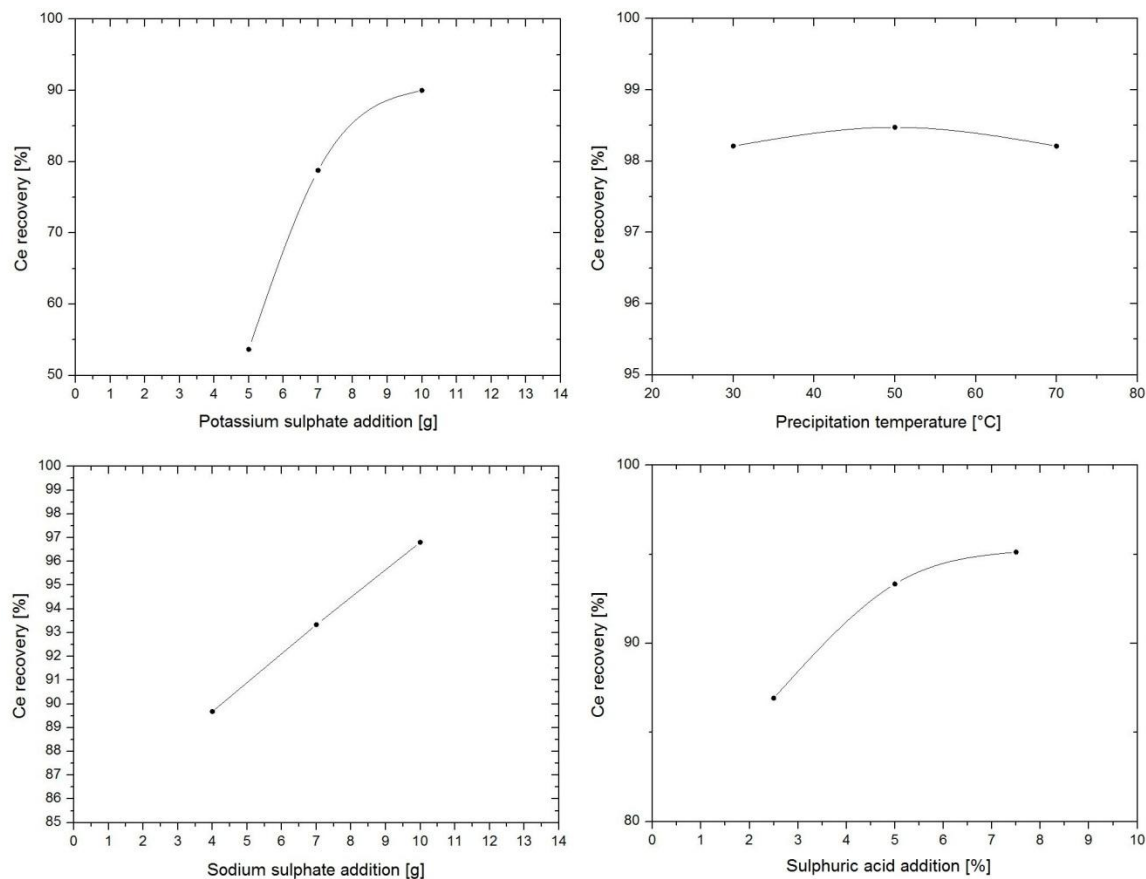 100
90
80
70
60
50
Ce recovery [%]
0 1 2 3 4 5 6 7 8 9 10 11 12 13 14
Potassium sulphate addition [g]
100
99
98
97
96
95
Ce recovery [%]
20 30 40 50 60 70 80
Precipitation temperature [°C]
100
99
98
97
96
95
94
93
92
91
90
89
88
87
86
85
Ce recovery [%]
0 1 2 3 4 5 6 7 8 9 10 11 12 13 14
Sodium sulphate addition [g]
100
90
80
Ce recovery [%]
0 1 2 3 4 5 6 7 8 9 10
Sulphuric acid addition [%]